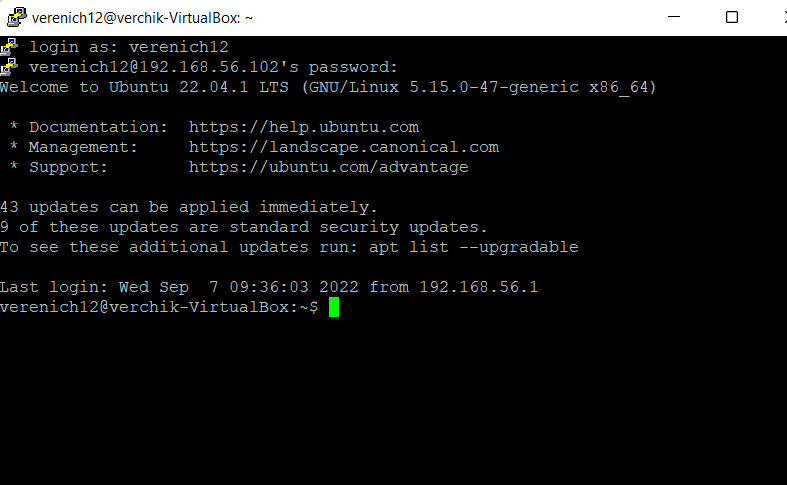 verenich12@verchik-VirtualBox: ~
login as: verenich12
verenich12@192.168.56.102's password:
Welcome to Ubuntu 22.04.1 LTS (GNU/Linux 5.15.0-47-generic x86_64)
* Documentation:  https://help.ubuntu.com
* Management:     https://landscape.canonical.com
* Support:        https://ubuntu.com/advantage
43 updates can be applied immediately.
9 of these updates are standard security updates.
To see these additional updates run: apt list --upgradable
Last login: Wed Sep  7 09:36:03 2022 from 192.168.56.1
verenich12@verchik-VirtualBox:~$